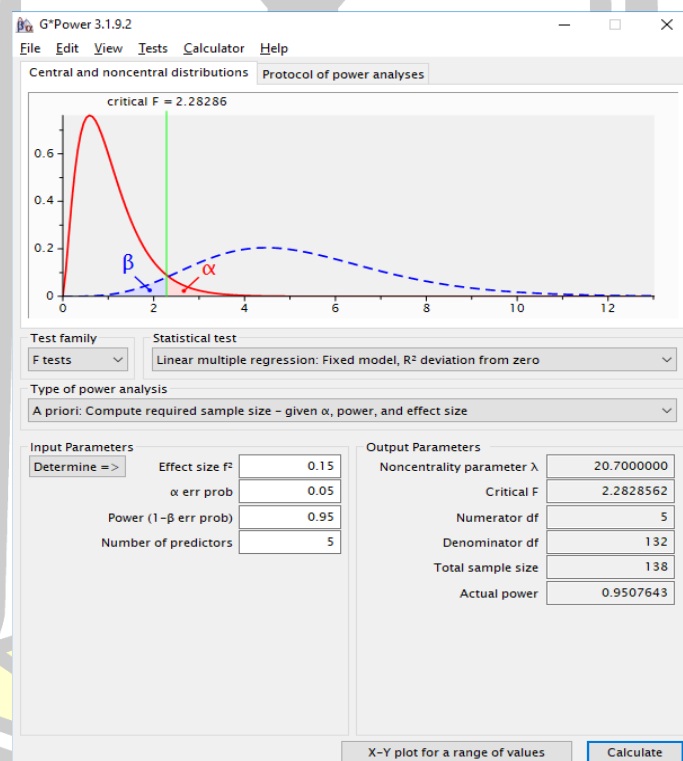 G*Power 3.1.9.2
File Edit View Tests Calculator Help
Central and noncentral distributions Protocol of power analyses
critical F = 2.28286
0.6
0.4
0.2
0
β
α
0 2 4 6 8 10 12
Test family Statistical test
F tests Linear multiple regression: Fixed model, R² deviation from zero
Type of power analysis
A priori: Compute required sample size – given α, power, and effect size
Input Parameters Output Parameters
Determine => Effect size f² 0.15 Noncentrality parameter λ 20.7000000
α err prob 0.05 Critical F 2.2828562
Power (1-β err prob) 0.95 Numerator df 5
Number of predictors 5 Denominator df 132
Total sample size 138
Actual power 0.9507643
X-Y plot for a range of values Calculate